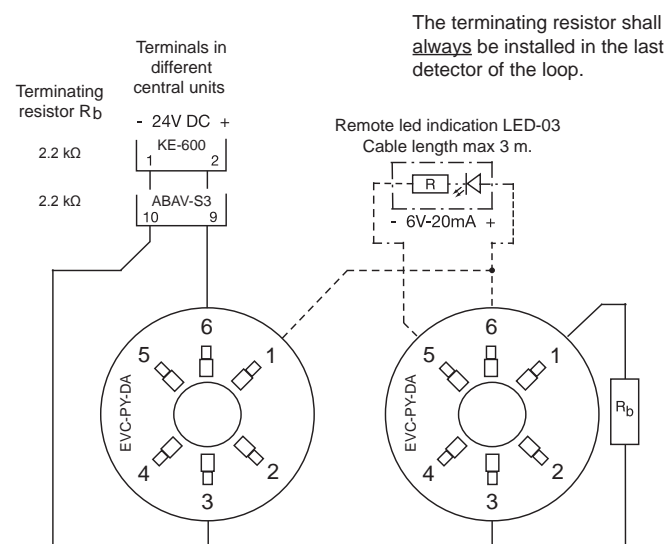 The terminating resistor shall
always be installed in the last
detector of the loop.
Terminals in
different
central units
Terminating
resistor Rb
- 24V DC +
2.2 kΩ
KE-600
1 2
2.2 kΩ
ABAV-S3
10 9
Remote led indication LED-03
Cable length max 3 m.
R
- 6V-20mA +
6
5 1
EVC-PY-DA
4 2
3
6
5 1
EVC-PY-DA
4 2
3
Rb